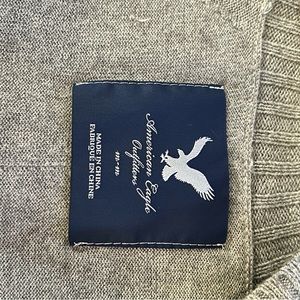 American Eagle
Outfitters
m-m
MADE IN CHINA
FABRIQUÉ EN CHINE